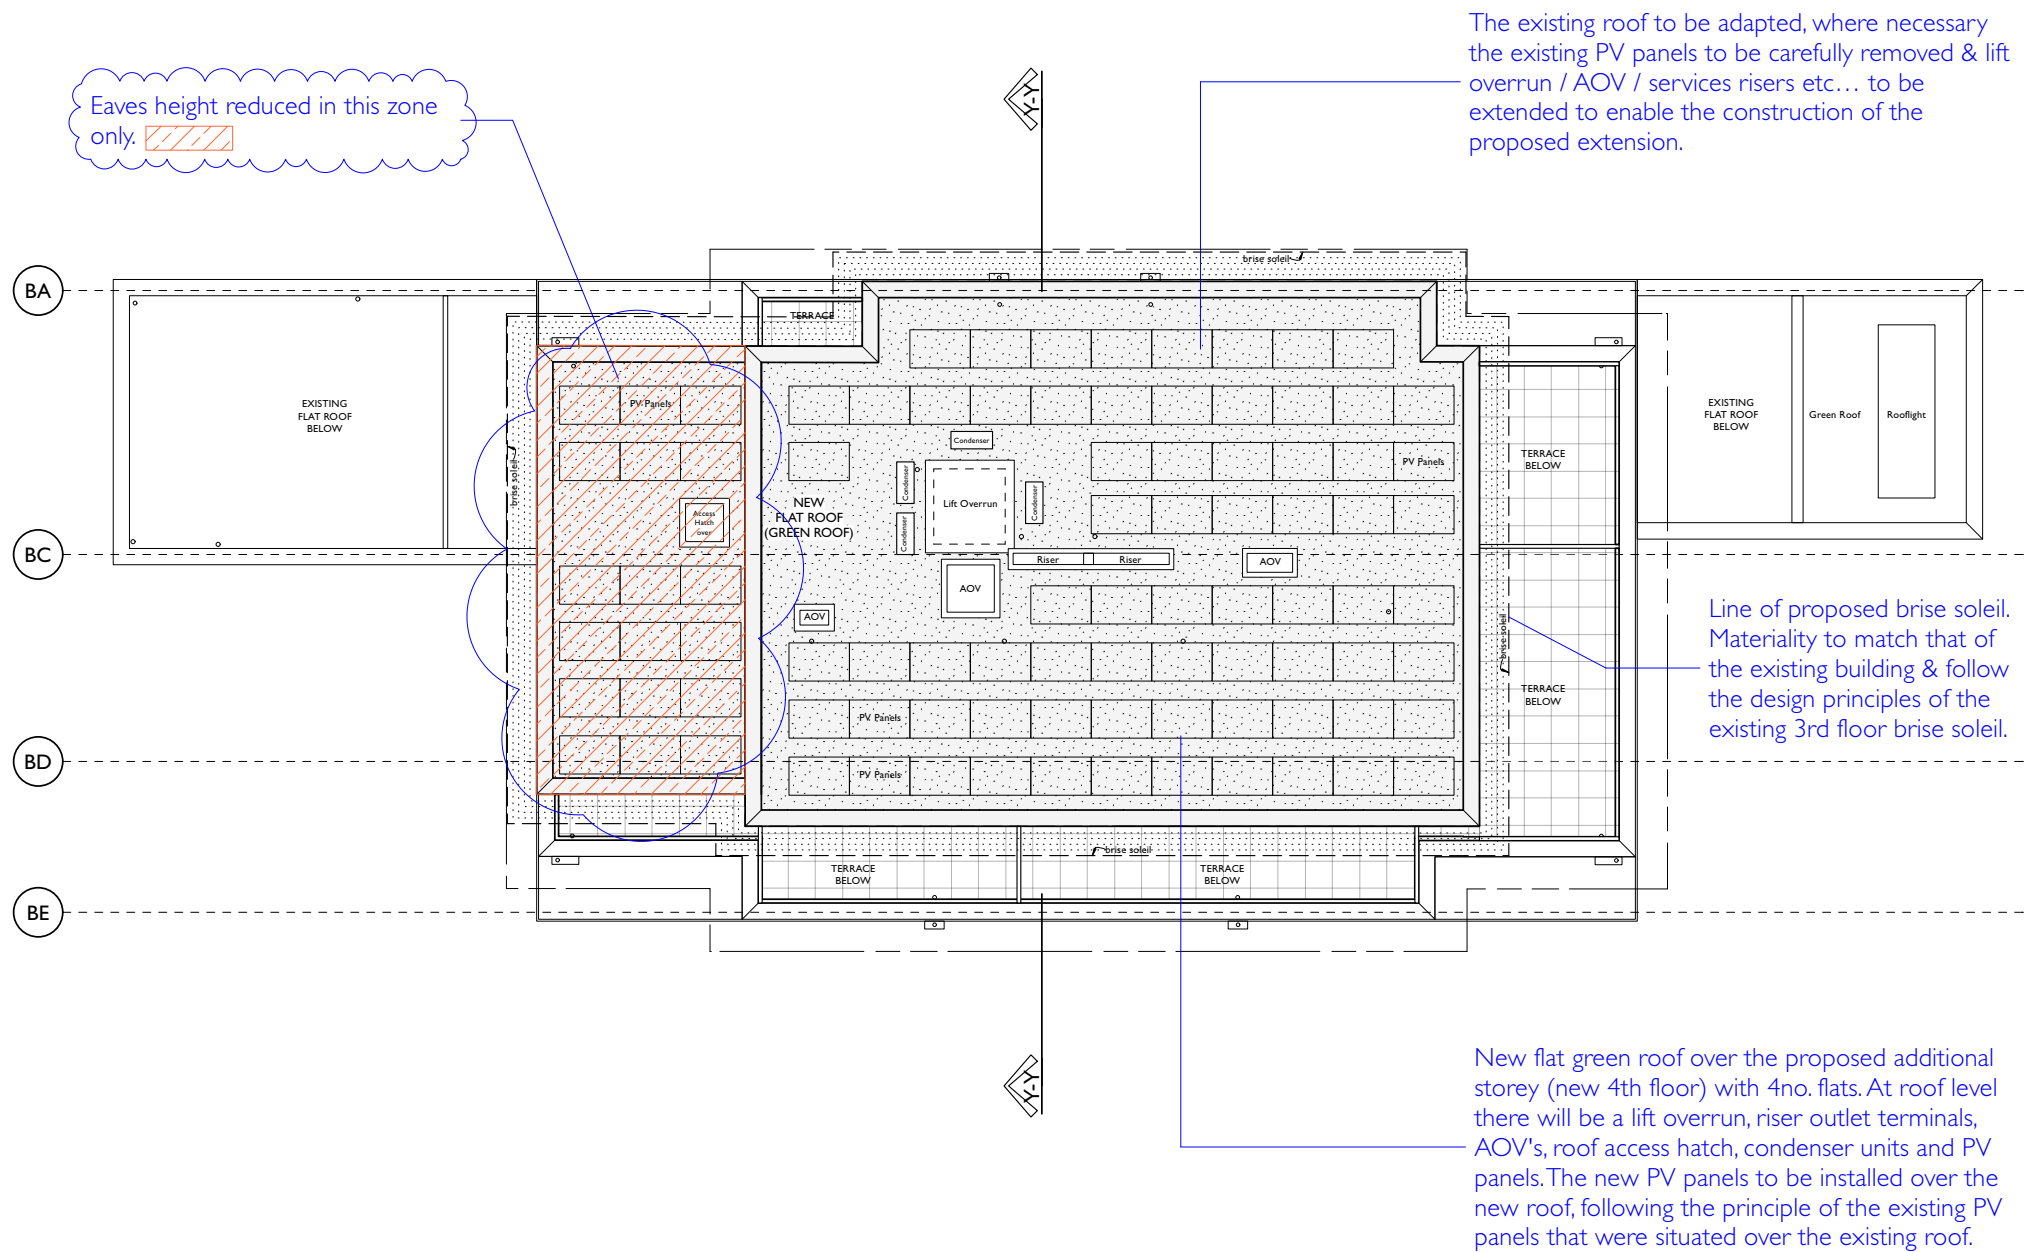 The existing roof to be adapted, where necessary
the existing PV panels to be carefully removed & lift
overrun / AOV / services risers etc... to be
extended to enable the construction of the
proposed extension.
Eaves height reduced in this zone
only.
Y-Y
brise soleil
BA
TERRACE
EXISTING
FLAT ROOF
BELOW
PV Panels
EXISTING
FLAT ROOF
BELOW
Green Roof
Rooflight
Condenser
TERRACE
BELOW
PV Panels
brise soleil
Condenser
Lift Overrun
Condenser
NEW
FLAT ROOF
(GREEN ROOF)
Access
Hatch
over
Condenser
BC
Riser
Riser
AOV
AOV
AOV
brise soleil
Line of proposed brise soleil.
Materiality to match that of
the existing building & follow
the design principles of the
existing 3rd floor brise soleil.
TERRACE
BELOW
PV Panels
BD
PV Panels
brise soleil
TERRACE
BELOW
TERRACE
BELOW
BE
Y-Y
New flat green roof over the proposed additional
storey (new 4th floor) with 4no. flats. At roof level
there will be a lift overrun, riser outlet terminals,
AOV's, roof access hatch, condenser units and PV
panels. The new PV panels to be installed over the
new roof, following the principle of the existing PV
panels that were situated over the existing roof.